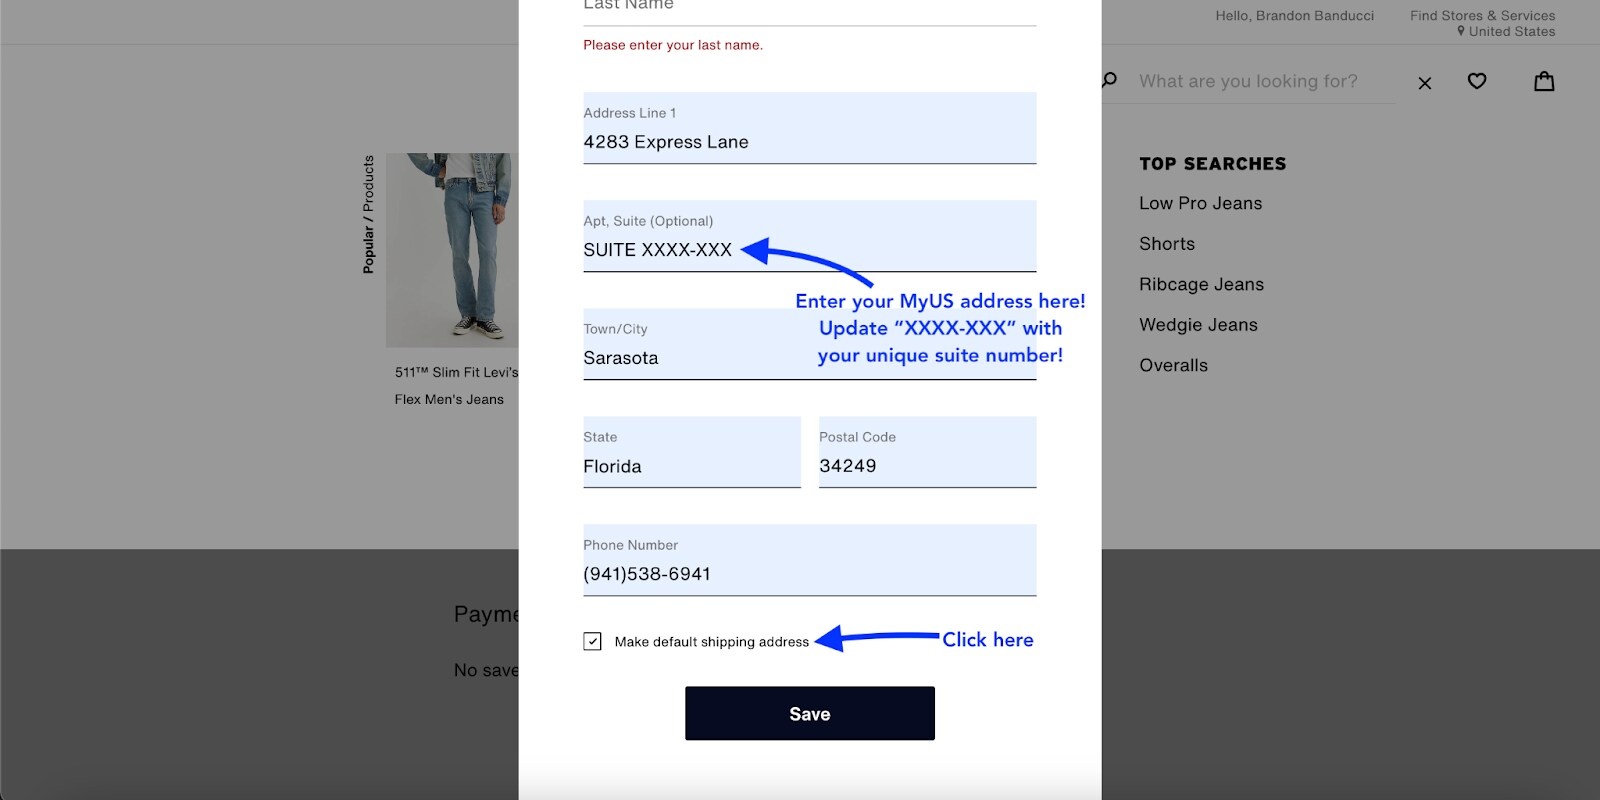 Last Name
Please enter your last name.
Hello, Brandon Banducci
Find Stores & Services
United States
What are you looking for?
Address Line 1
4283 Express Lane
Apt, Suite (Optional)
SUITE XXXX-XXX
Enter your MyUS address here!
Update “XXXX-XXX” with
your unique suite number!
Town/City
Sarasota
State
Florida
Postal Code
34249
Phone Number
(941)538-6941
Make default shipping address
Click here
Save
Popular / Products
511™ Slim Fit Levi's
Flex Men's Jeans
TOP SEARCHES
Low Pro Jeans
Shorts
Ribcage Jeans
Wedgie Jeans
Overalls
No save